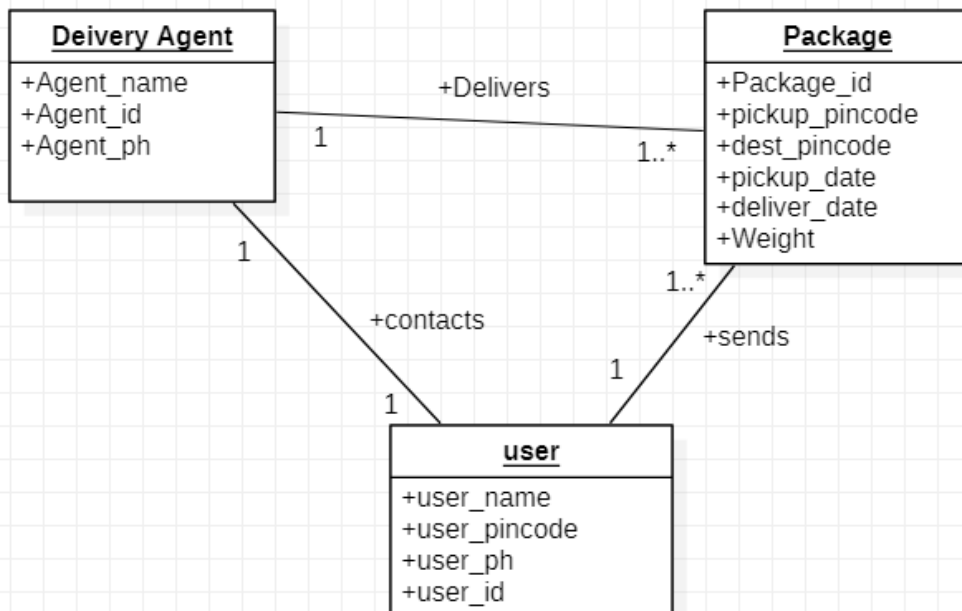 Deivery Agent
+Agent_name
+Agent_id
+Agent_ph
+Delivers
1
1..*
Package
+Package_id
+pickup_pincode
+dest_pincode
+pickup_date
+deliver_date
+Weight
1
+contacts
1
1..*
+sends
1
user
+user_name
+user_pincode
+user_ph
+user_id